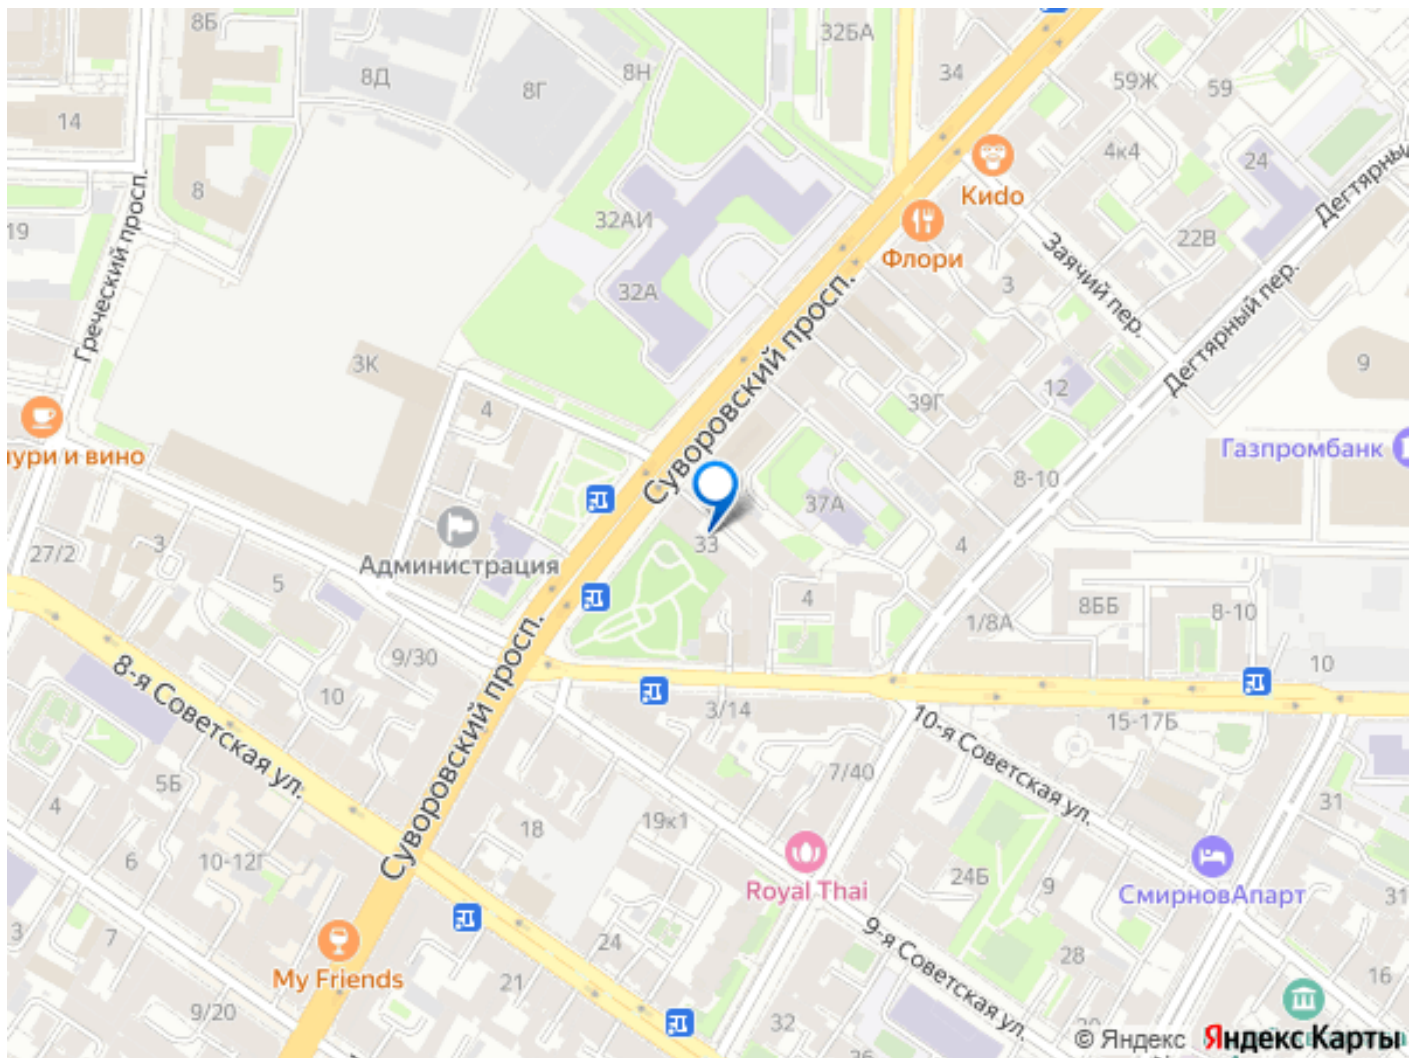 8Б
32БА
8Д
8Н
8Г
34
59Ж
59
14
4к4
24
8
Дегтярный
Кидо
32АИ
19
22В
Флори
Заячий пер.
3
32А
Греческий просп.
Суворовский просп.
Дегтярный пер.
3К
9
12
39Г
4
Газпромбанк
и вино
8-10
37А
33
4
27/2
3
Администрация
5
4
8ББ
8-10
1/8А
9/30
10
10
8-я Советская ул.
Суворовский просп.
3/14
10-я Советская ул.
15-17Б
5Б
7/40
4
18
19к1
31
6
10-12Г
Royal Thai
24Б
9
СмирновАпарт
31
3
7
24
9-я Советская ул.
28
My Friends
21
16
9/20
32
30
36
© Яндекс
Яндекс Карты